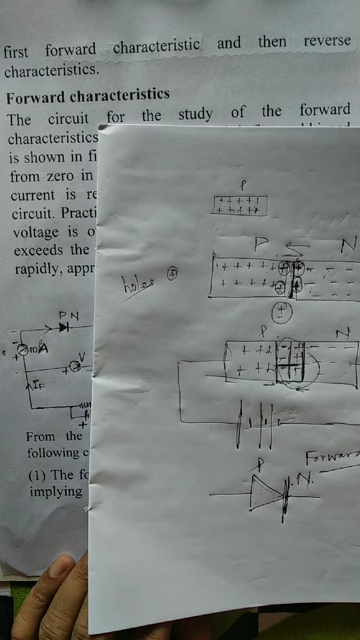 first forward characteristic and then reverse
characteristics.
Forward characteristics
The circuit for the study of the forward
characteristics
is shown in fi
from zero in
current is re
circuit. Practi
voltage is o
exceeds the
rapidly, appr
P N
mA
V
IF
From the
following c
(1) The fo
implying
P
P N
holes
P N
Forward
P N